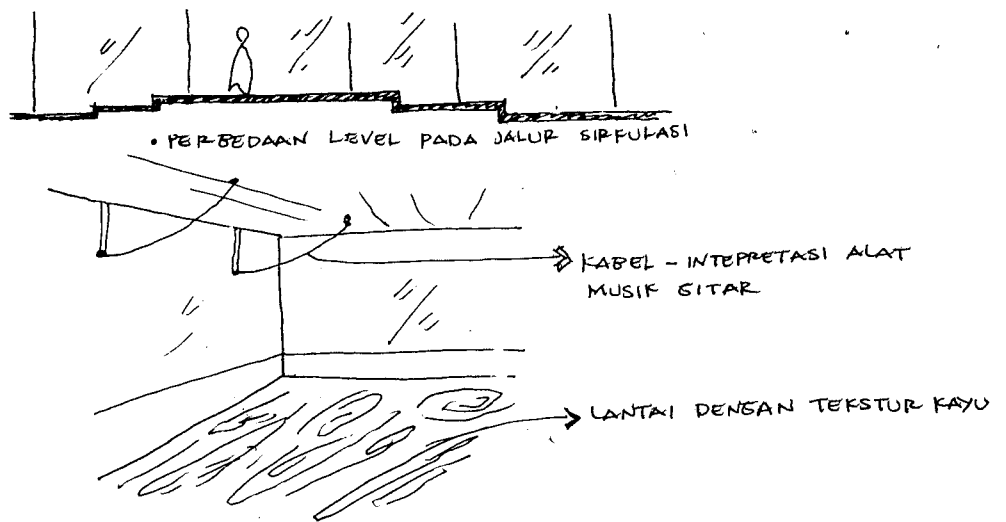 • PERBEDAAN LEVEL PADA JALUR SIRKULASI
KABEL - INTEPRETASI ALAT
MUSIK GITAR
LANTAI DENGAN TEKSTUR KAYU